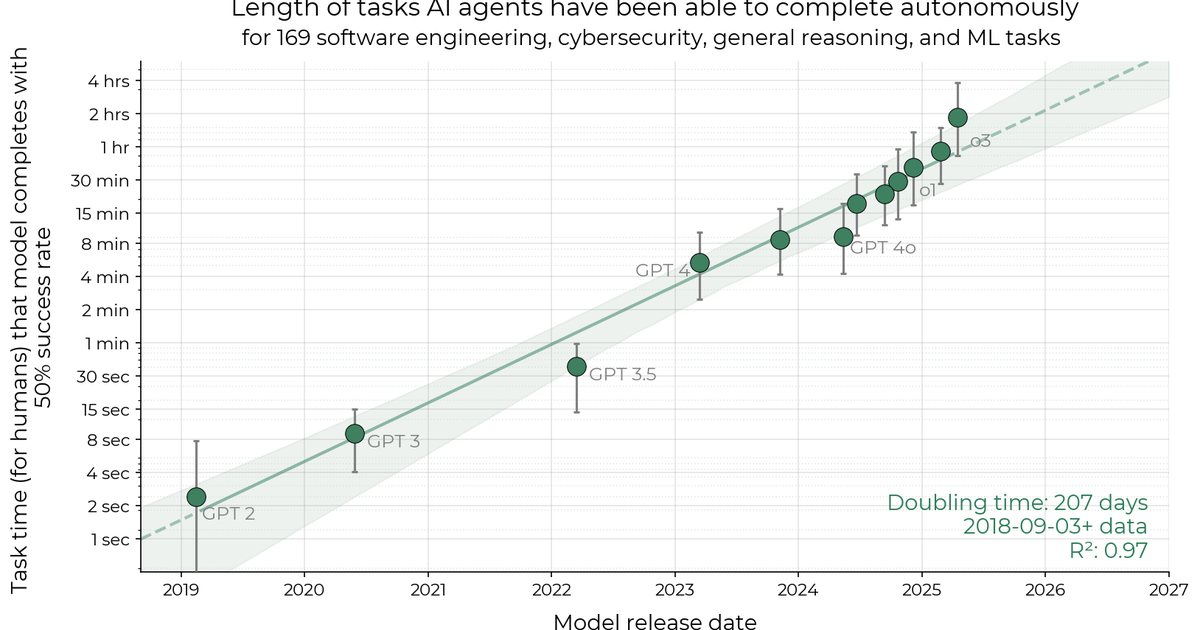 Length of tasks AI agents have been able to complete autonomously
for 169 software engineering, cybersecurity, general reasoning, and ML tasks
Task time (for humans) that model completes with
50% success rate
4 hrs
2 hrs
1 hr
30 min
15 min
8 min
4 min
2 min
1 min
30 sec
15 sec
8 sec
4 sec
2 sec
1 sec
GPT 2
GPT 3
GPT 3.5
GPT 4
GPT 4o
o1
o3
Doubling time: 207 days
2018-09-03+ data
R²: 0.97
2019 2020 2021 2022 2023 2024 2025 2026 2027
Model release date